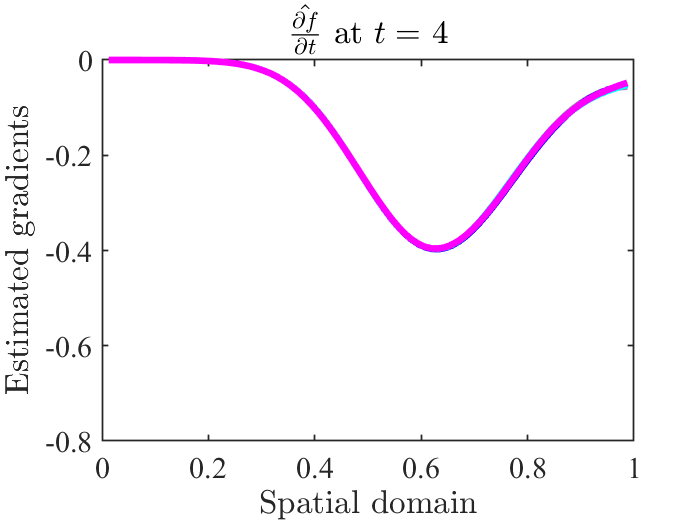 ∂f̂/∂t at t = 4
Estimated gradients
0
-0.2
-0.4
-0.6
-0.8
0 0.2 0.4 0.6 0.8 1
Spatial domain